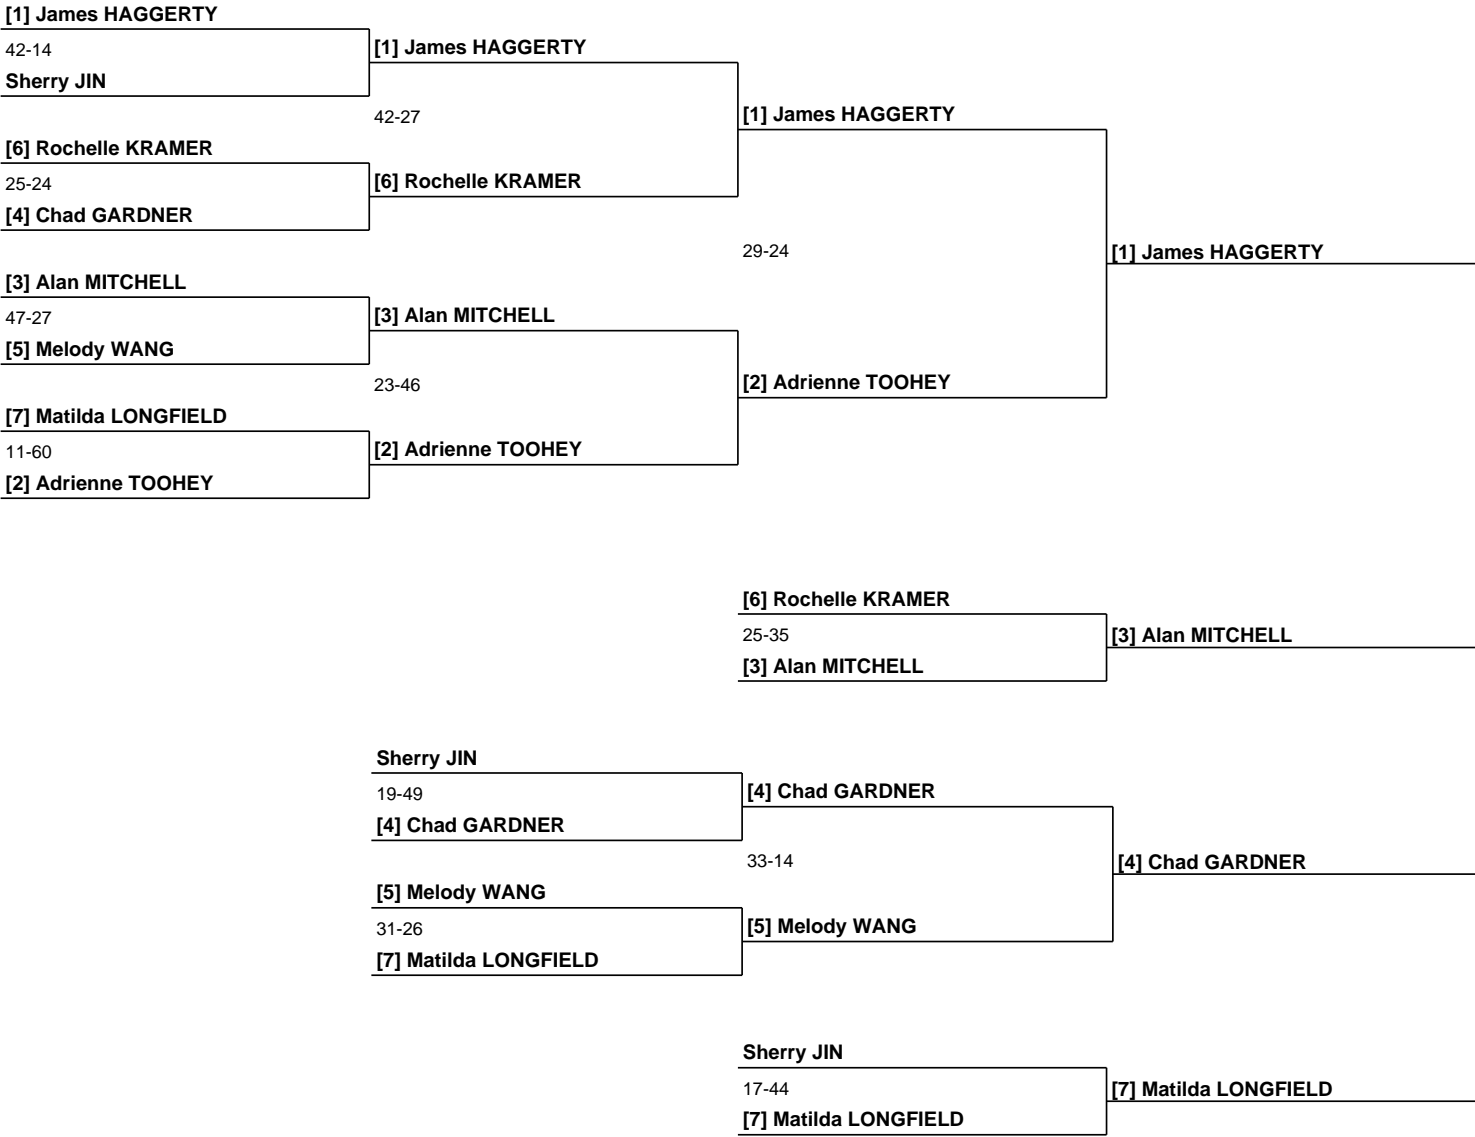 [1] James HAGGERTY
42-14
Sherry JIN
[1] James HAGGERTY
42-27
[6] Rochelle KRAMER
25-24
[4] Chad GARDNER
[6] Rochelle KRAMER
[1] James HAGGERTY
29-24
[1] James HAGGERTY
[3] Alan MITCHELL
47-27
[5] Melody WANG
[3] Alan MITCHELL
23-46
[7] Matilda LONGFIELD
11-60
[2] Adrienne TOOHEY
[2] Adrienne TOOHEY
[2] Adrienne TOOHEY
[6] Rochelle KRAMER
25-35
[3] Alan MITCHELL
[3] Alan MITCHELL
Sherry JIN
19-49
[4] Chad GARDNER
[4] Chad GARDNER
33-14
[4] Chad GARDNER
[5] Melody WANG
31-26
[7] Matilda LONGFIELD
[5] Melody WANG
Sherry JIN
17-44
[7] Matilda LONGFIELD
[7] Matilda LONGFIELD